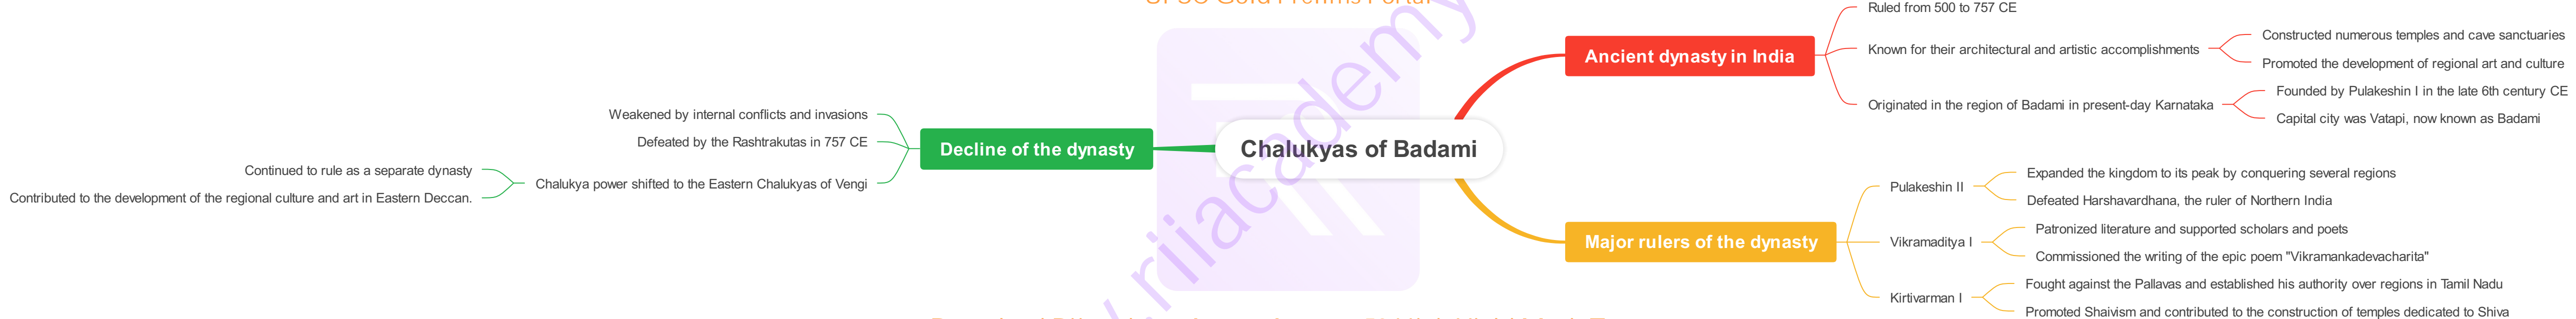 Chalukyas of Badami
Ancient dynasty in India
Ruled from 500 to 757 CE
Known for their architectural and artistic accomplishments
Constructed numerous temples and cave sanctuaries
Promoted the development of regional art and culture
Originated in the region of Badami in present-day Karnataka
Founded by Pulakeshin I in the late 6th century CE
Capital city was Vatapi, now known as Badami
Major rulers of the dynasty
Pulakeshin II
Expanded the kingdom to its peak by conquering several regions
Defeated Harshavardhana, the ruler of Northern India
Vikramaditya I
Patronized literature and supported scholars and poets
Commissioned the writing of the epic poem "Vikramankadevacharita"
Kirtivarman I
Fought against the Pallavas and established his authority over regions in Tamil Nadu
Promoted Shaivism and contributed to the construction of temples dedicated to Shiva
Decline of the dynasty
Weakened by internal conflicts and invasions
Defeated by the Rashtrakutas in 757 CE
Chalukya power shifted to the Eastern Chalukyas of Vengi
Continued to rule as a separate dynasty
Contributed to the development of the regional culture and art in Eastern Deccan.